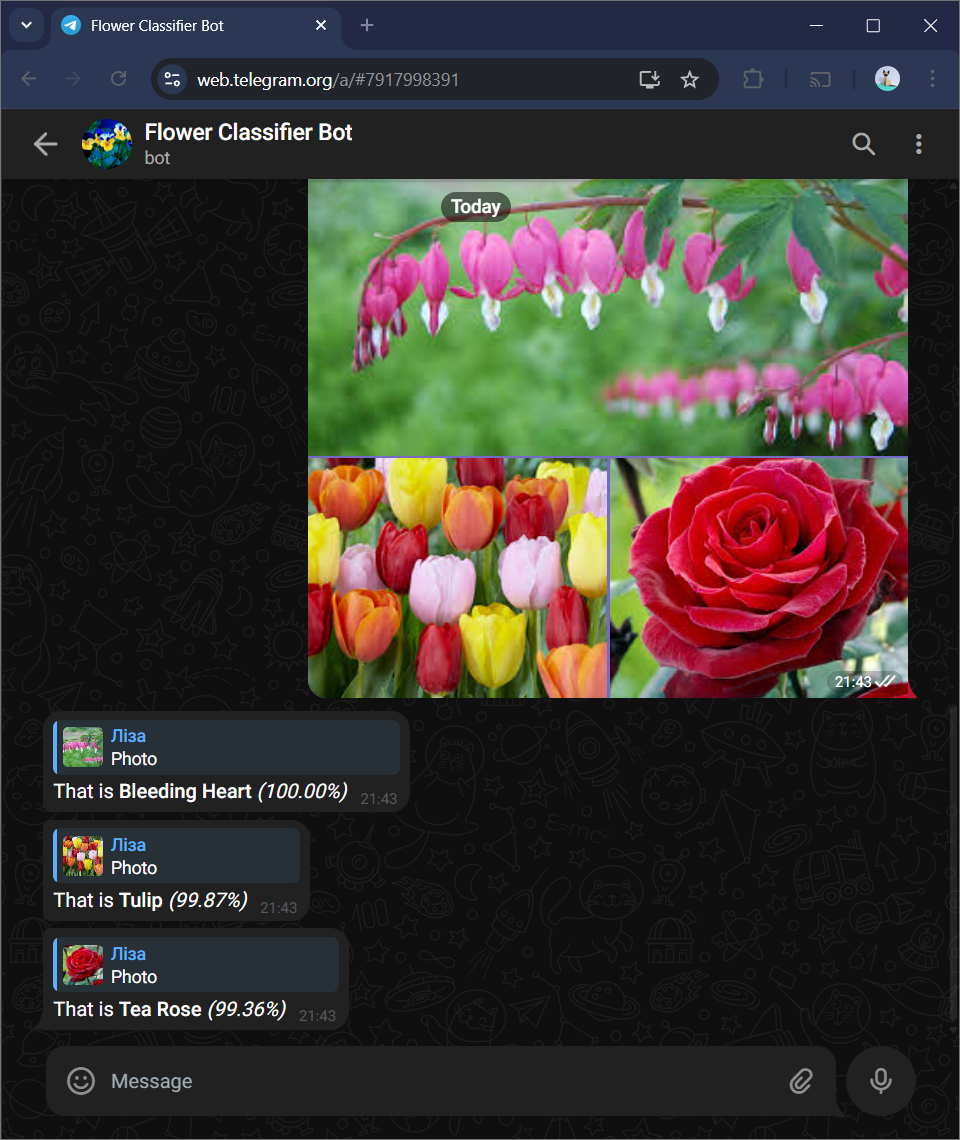 Flower Classifier Bot
web.telegram.org/a/#7917998391
Flower Classifier Bot
bot
Today
21:43
Ліза
Photo
That is Bleeding Heart (100.00%) 21:43
Ліза
Photo
That is Tulip (99.87%) 21:43
Ліза
Photo
That is Tea Rose (99.36%) 21:43
Message